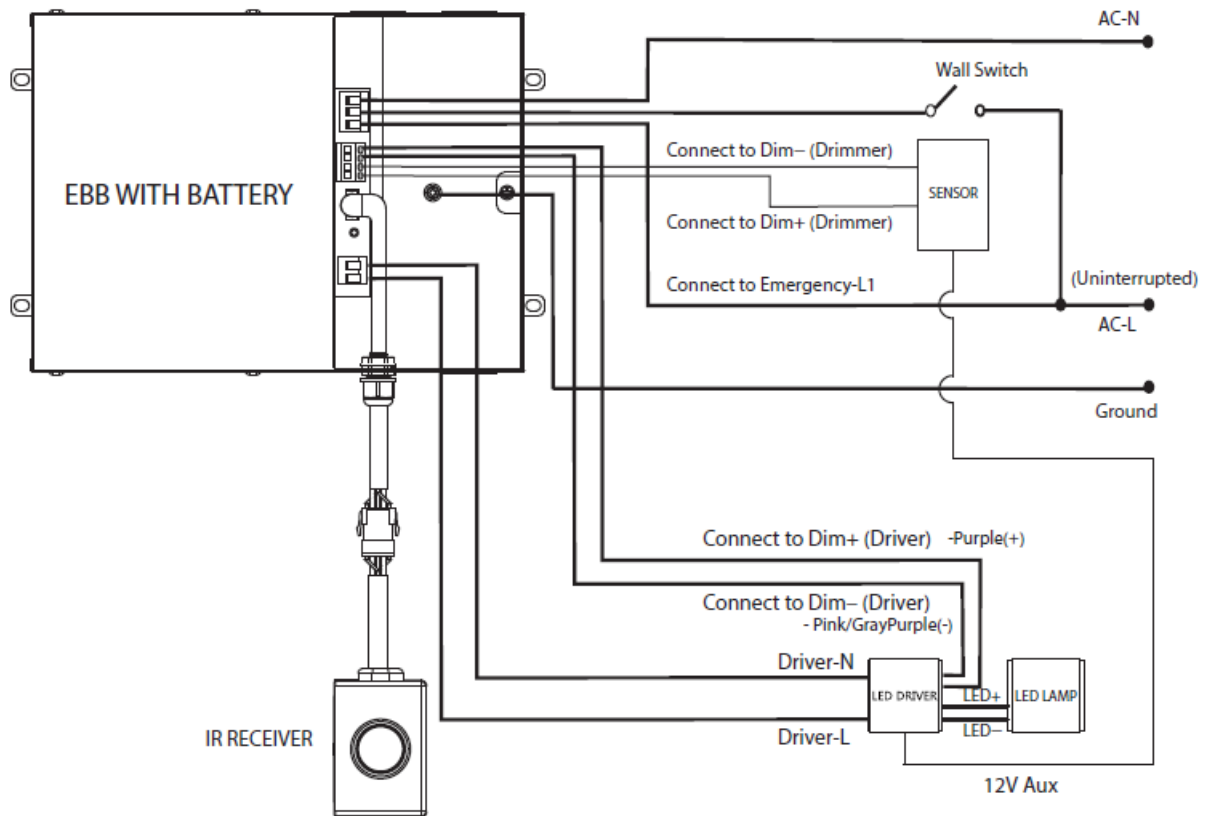 AC-N
Wall Switch
Connect to Dim– (Drimmer)
SENSOR
EBB WITH BATTERY
Connect to Dim+ (Drimmer)
Connect to Emergency-L1
(Uninterrupted)
AC-L
Ground
Connect to Dim+ (Driver) -Purple(+)
Connect to Dim– (Driver)
- Pink/GrayPurple(-)
Driver-N
LED DRIVER
LED+
LED LAMP
LED–
IR RECEIVER
Driver-L
12V Aux